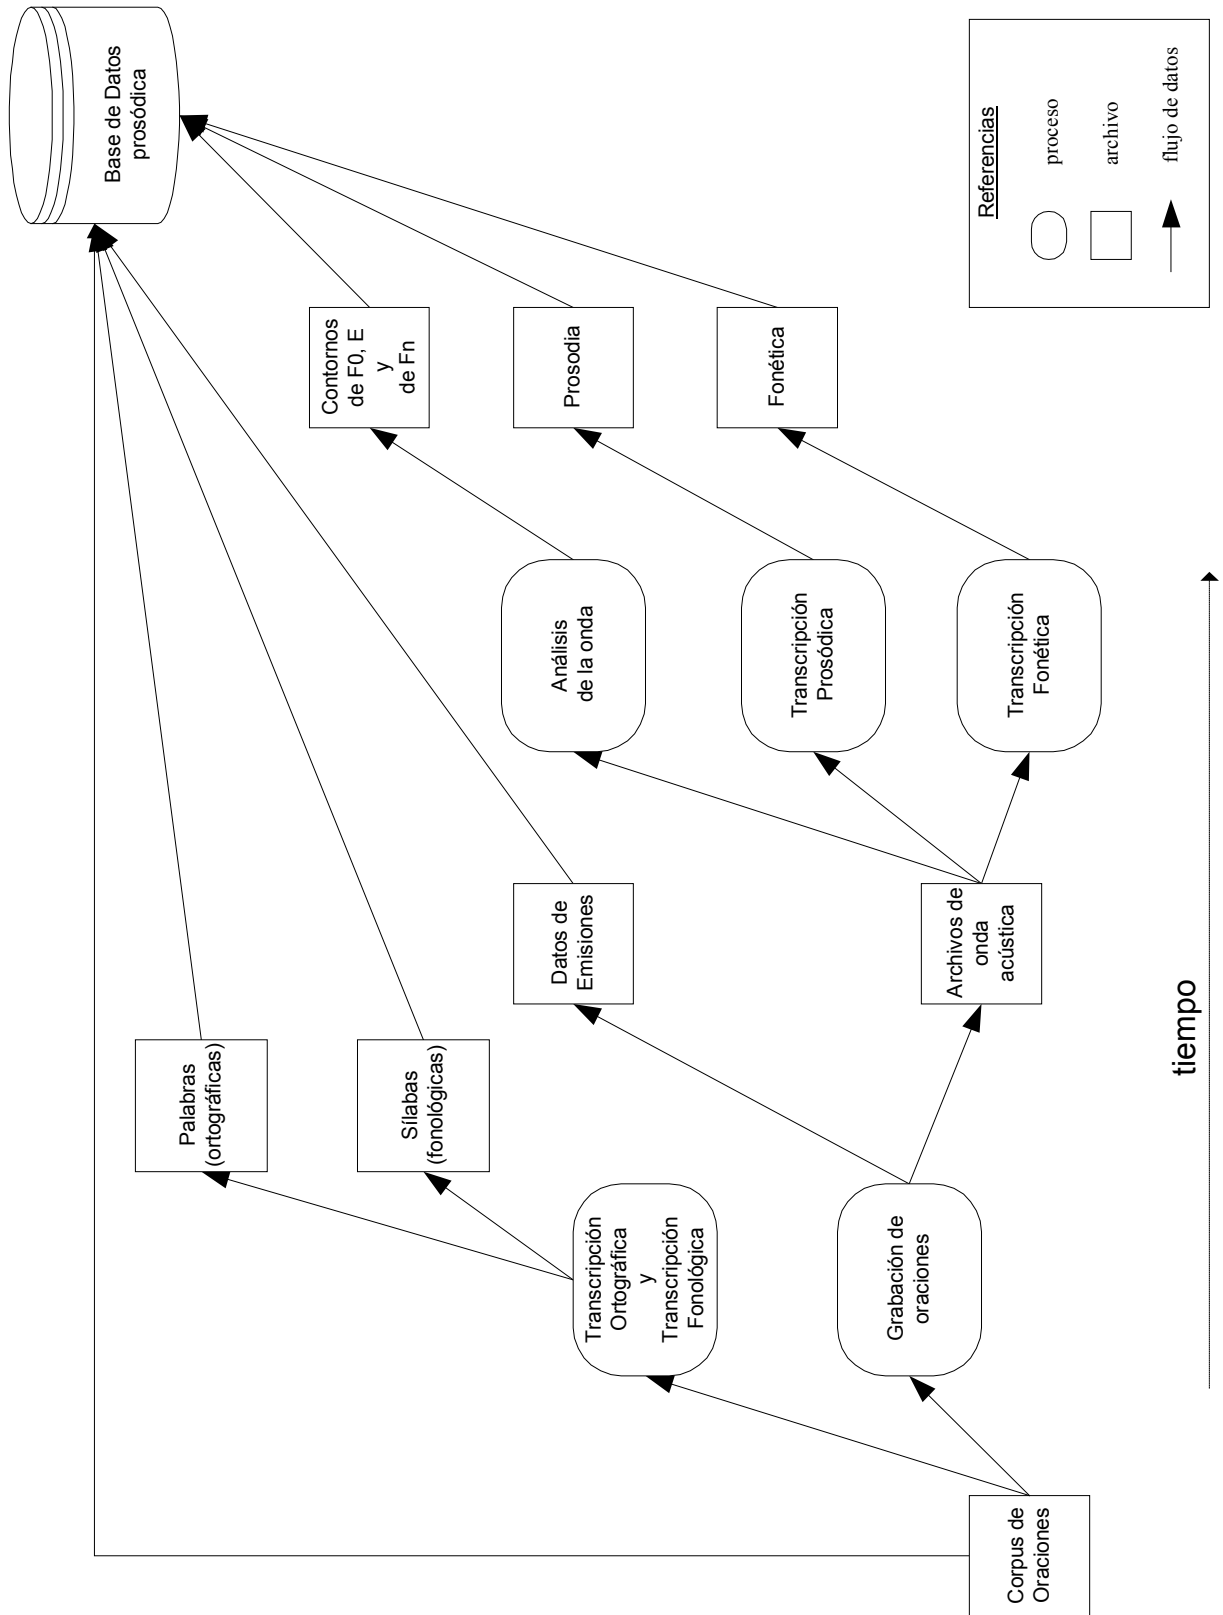 Corpus de
Oraciones
Transcripción
Ortográfica
y
Transcripción
Fonológica
Grabación de
oraciones
Palabras
(ortográficas)
Sílabas
(fonológicas)
Datos de
Emisiones
Archivos de
onda
acústica
Análisis
de la onda
Transcripción
Prosódica
Transcripción
Fonética
Contornos
de F0, E
y
de Fn
Prosodia
Fonética
Base de Datos
prosódica
tiempo
Referencias
proceso
archivo
flujo de datos